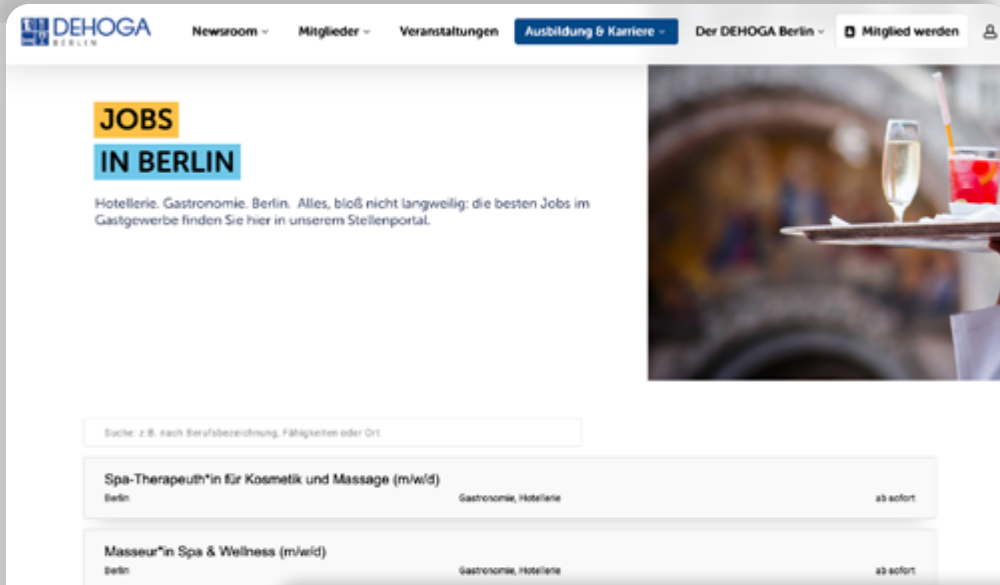 DEHOGA
BERLIN
Newsroom
Mitglieder
Veranstaltungen
Ausbildung & Karriere
Der DEHOGA Berlin
Mitglied werden
JOBS
IN BERLIN
Hotellerie. Gastronomie. Berlin. Alles, bloß nicht langweilig: die besten Jobs im
Gastgewerbe finden Sie hier in unserem Stellenportal.
Suche: z.B. nach Berufsbezeichnung, Fähigkeiten oder Ort
Spa-Therapeuth*in für Kosmetik und Massage (m/w/d)
Berlin Gastronomie, Hotellerie ab sofort
Masseur*in Spa & Wellness (m/w/d)
Berlin Gastronomie, Hotellerie ab sofort